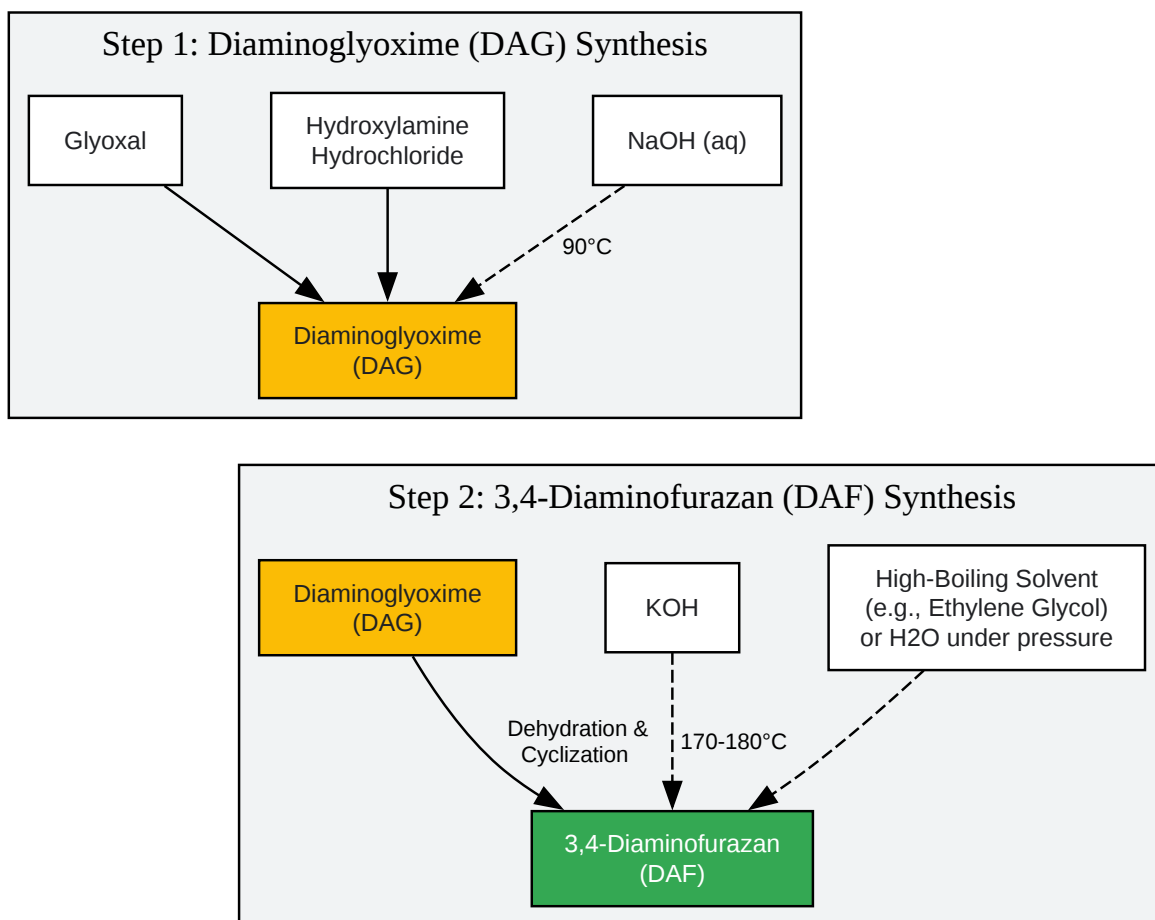 Step 1: Diaminoglyoxime (DAG) Synthesis
Glyoxal
Hydroxylamine
Hydrochloride
NaOH (aq)
90°C
Diaminoglyoxime
(DAG)
Step 2: 3,4-Diaminofurazan (DAF) Synthesis
Diaminoglyoxime
(DAG)
KOH
High-Boiling Solvent
(e.g., Ethylene Glycol)
or H2O under pressure
Dehydration &
Cyclization
170-180°C
3,4-Diaminofurazan
(DAF)